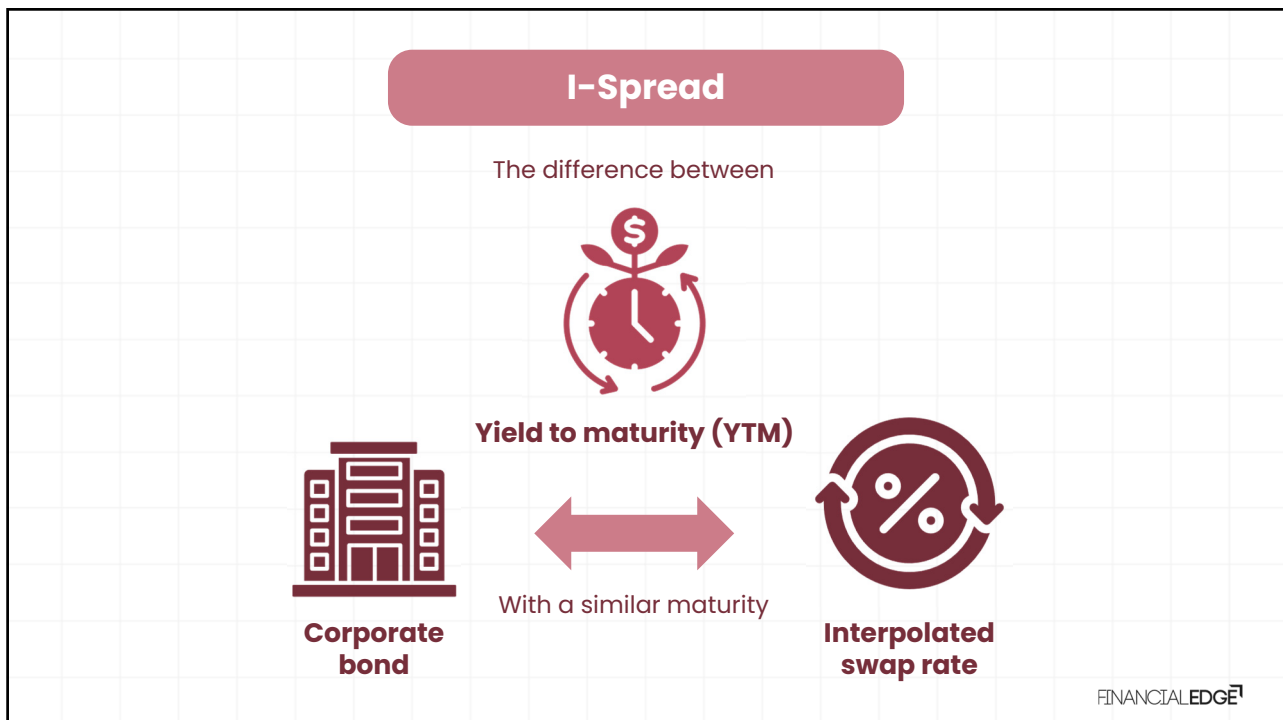 I-Spread
The difference between
$
Yield to maturity (YTM)
%
With a similar maturity
Corporate
bond
Interpolated
swap rate
FINANCIALEDGE